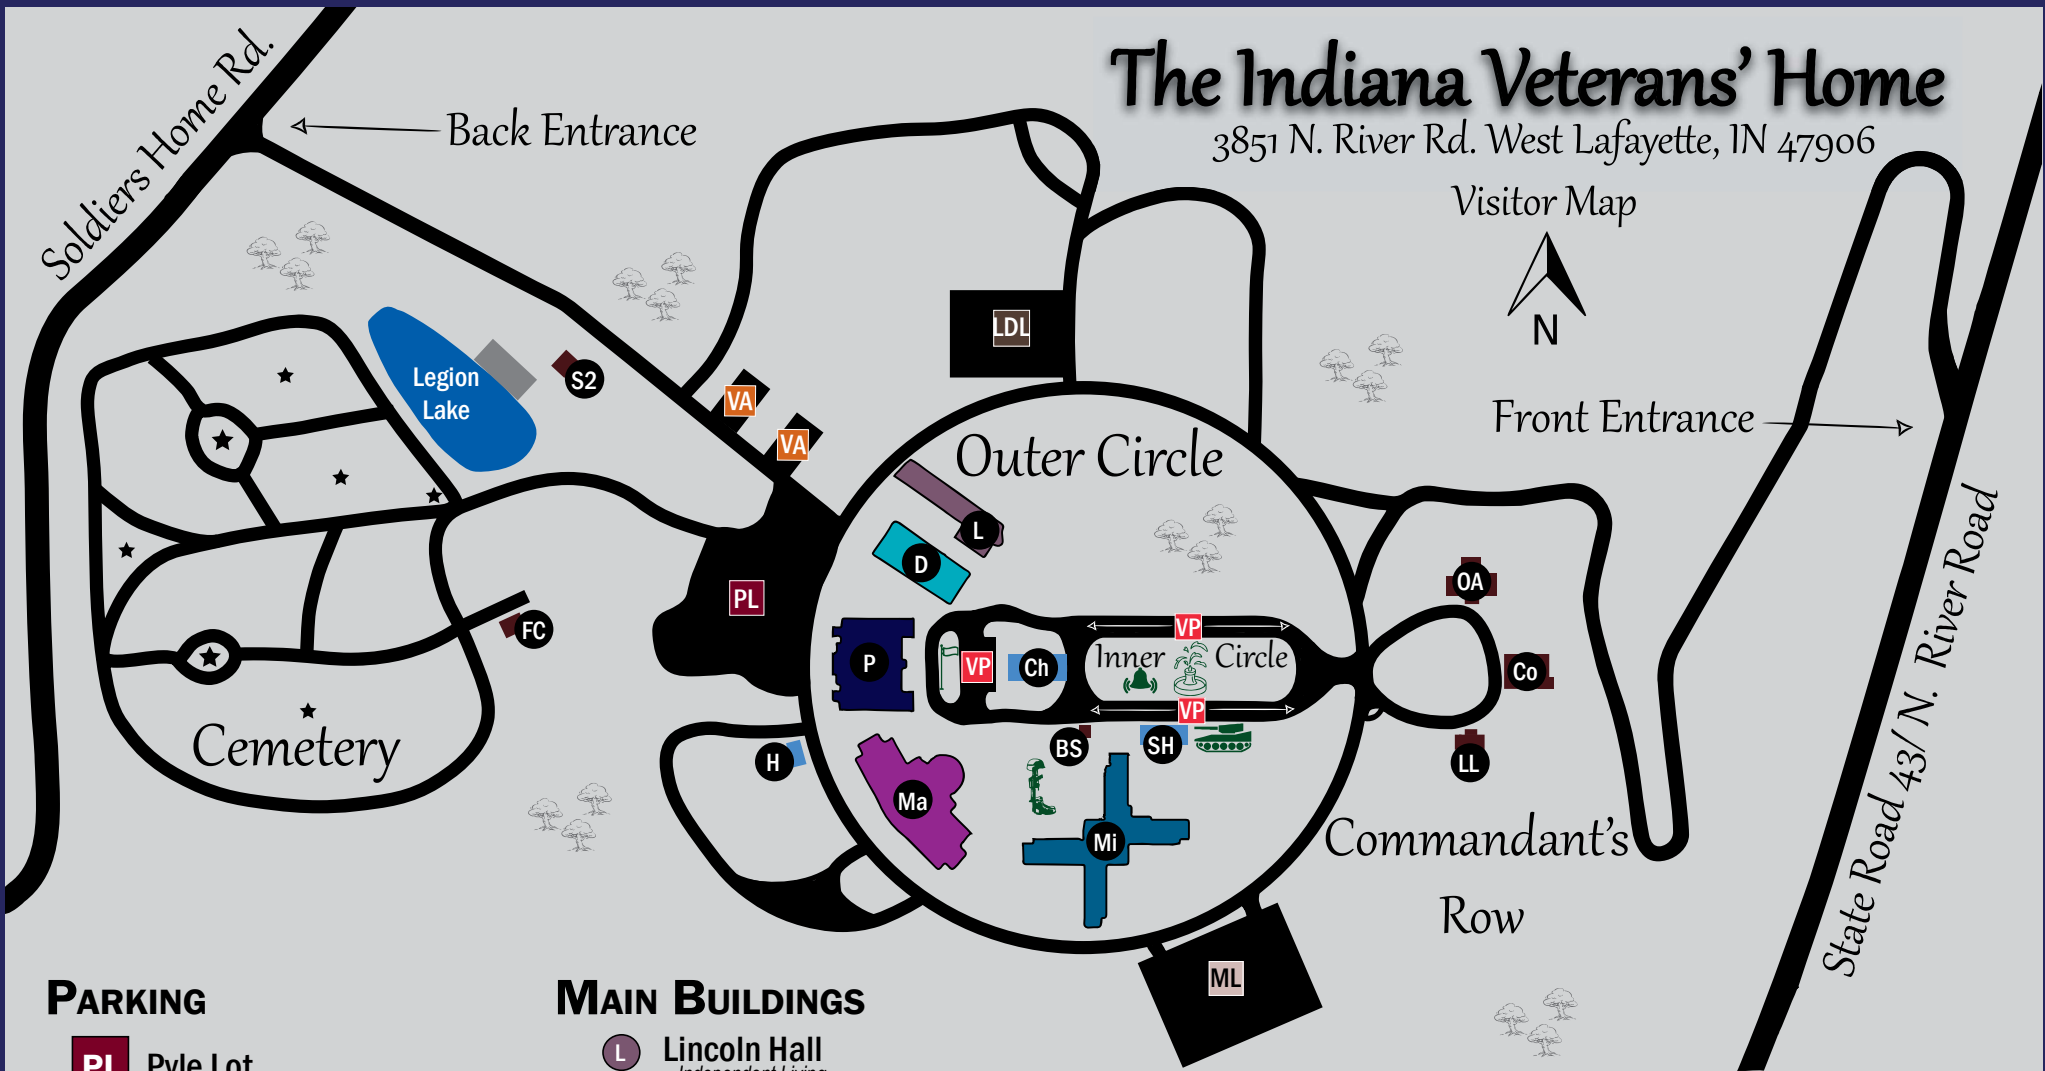 The Indiana Veterans’ Home
3851 N. River Rd. West Lafayette, IN 47906
Visitor Map
N
Soldiers Home Rd.
Back Entrance
LDL
Legion
Lake
S2
VA
VA
Front Entrance
Outer Circle
L
D
PL
OA
FC
P
VP
Ch
VP
Inner
Circle
VP
Co
BS
SH
H
LL
Cemetery
Ma
Mi
Commandant’s
Row
State Road 43/ N. River Road
ML
PARKING
PL Pyle Lot
MAIN BUILDINGS
L Lincoln Hall
Independent Living